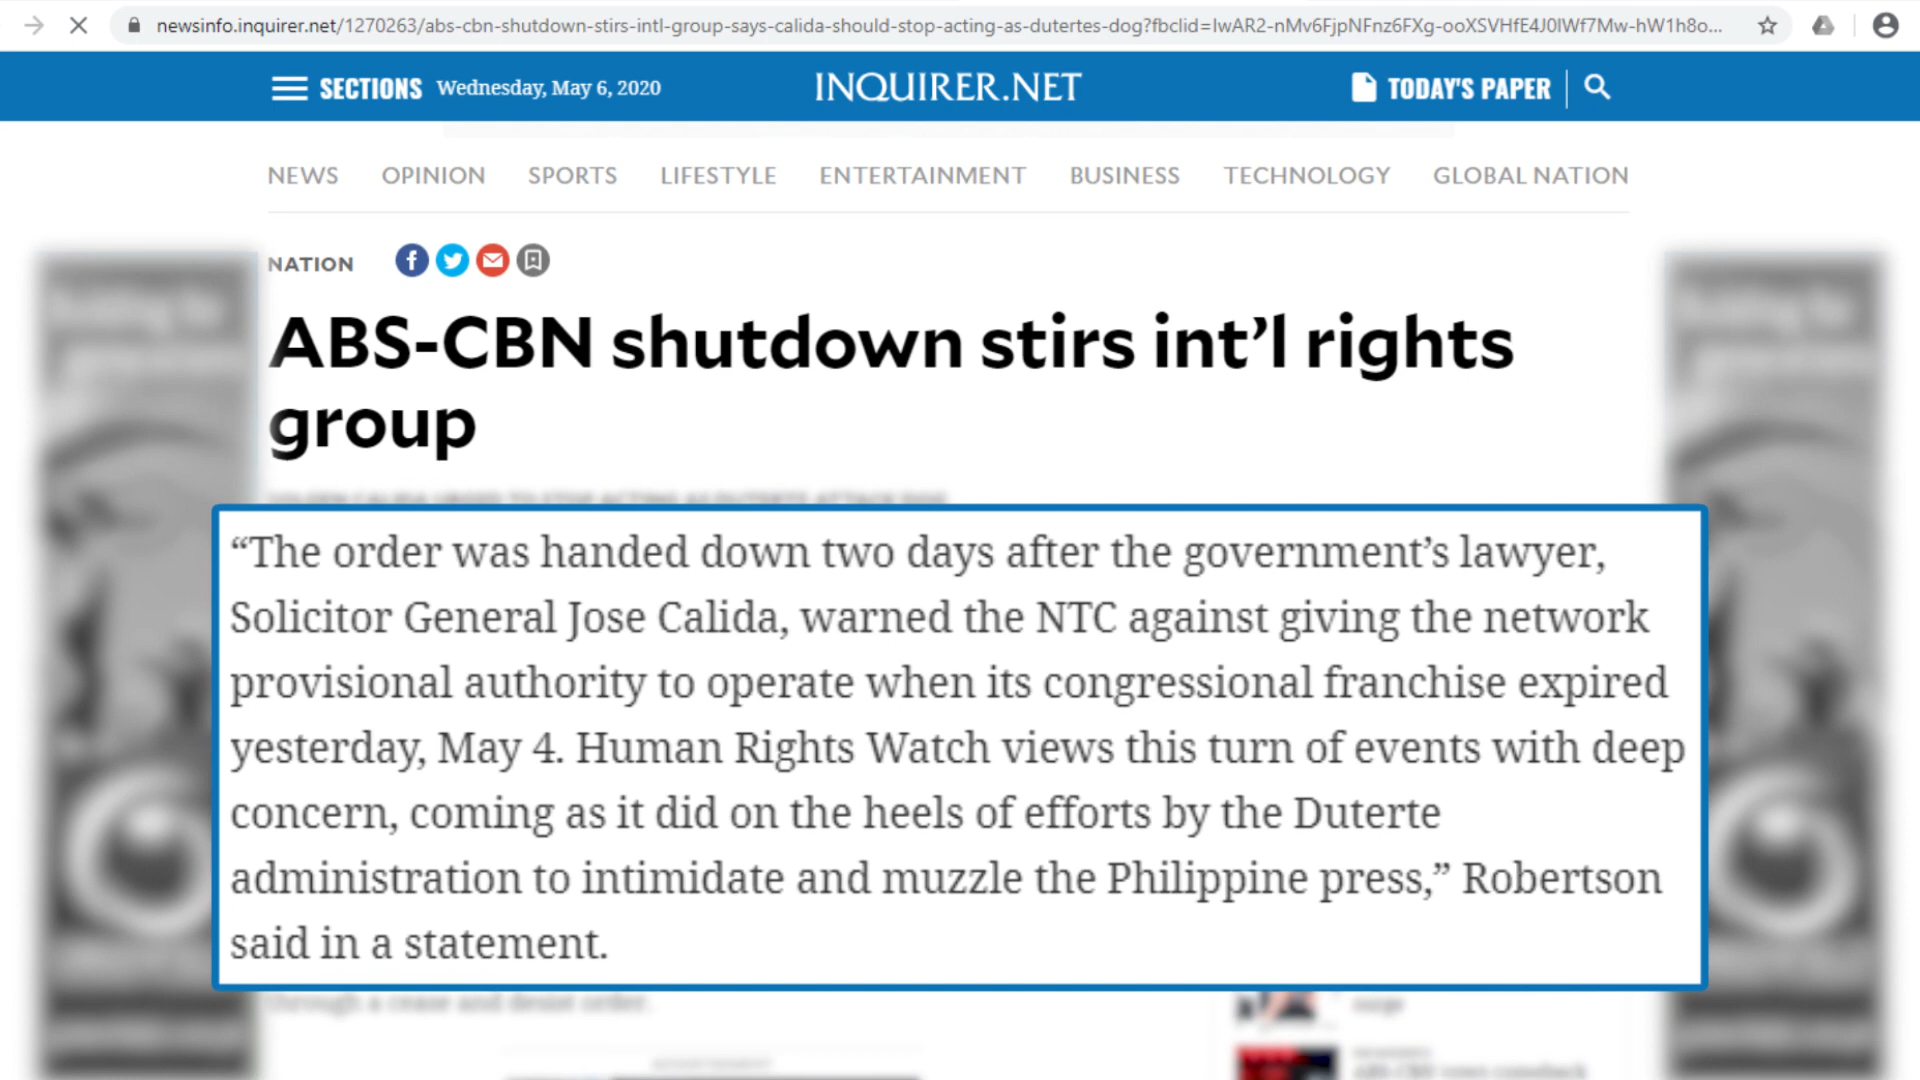 newsinfo.inquirer.net/1270263/abs-cbn-shutdown-stirs-intl-group-says-calida-should-stop-acting-as-dutertes-dog?fbclid=IwAR2-nMv6FjpNFnz6FXg-ooXSVHfE4J0IWf7Mw-hW1h8o...
SECTIONS Wednesday, May 6, 2020 INQUIRER.NET TODAY'S PAPER
NEWS OPINION SPORTS LIFESTYLE ENTERTAINMENT BUSINESS TECHNOLOGY GLOBAL NATION
NATION
ABS-CBN shutdown stirs int’l rights
group
“The order was handed down two days after the government’s lawyer,
Solicitor General Jose Calida, warned the NTC against giving the network
provisional authority to operate when its congressional franchise expired
yesterday, May 4. Human Rights Watch views this turn of events with deep
concern, coming as it did on the heels of efforts by the Duterte
administration to intimidate and muzzle the Philippine press,” Robertson
said in a statement.
through a cease and desist order.